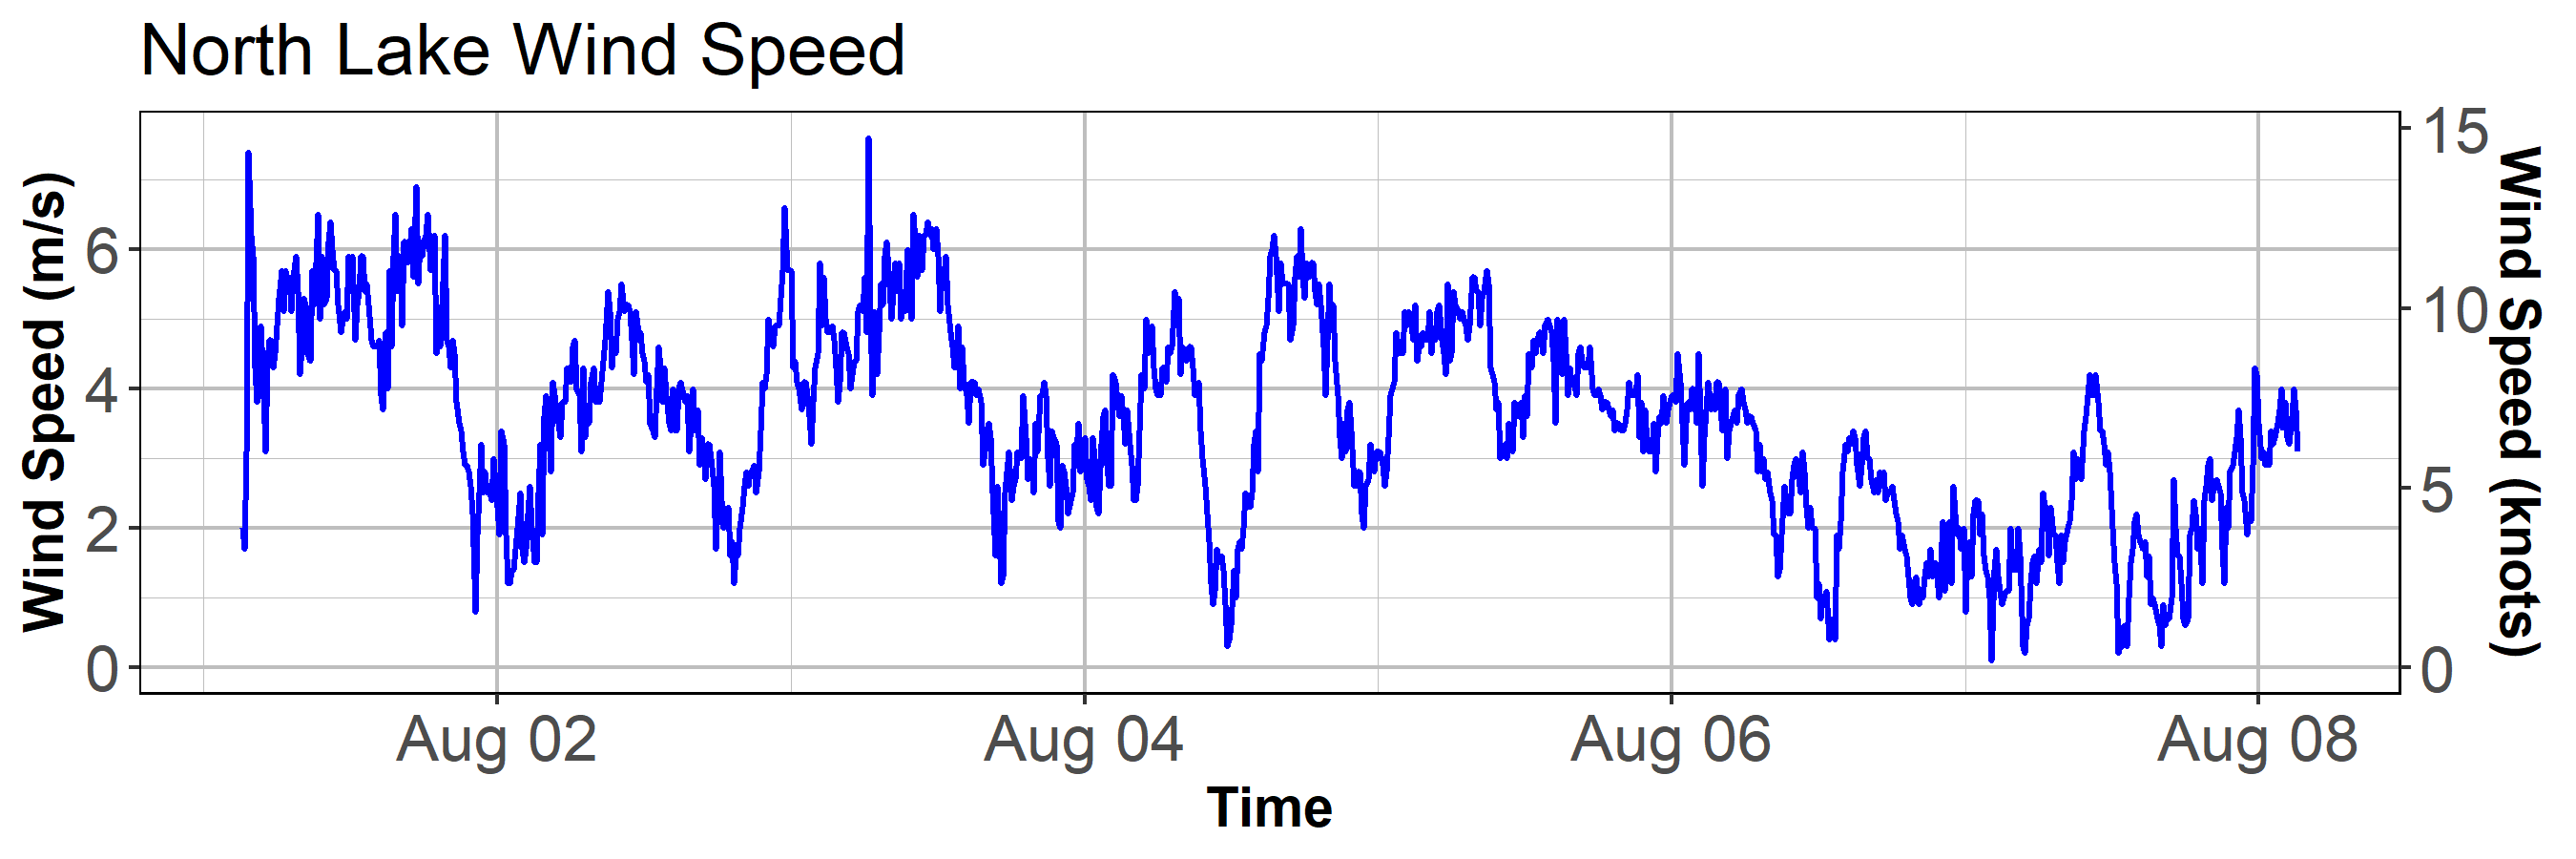 North Lake Wind Speed
Wind Speed (m/s)
6
4
2
0
15
10
5
0
Wind Speed (knots)
Aug 02
Aug 04
Aug 06
Aug 08
Time